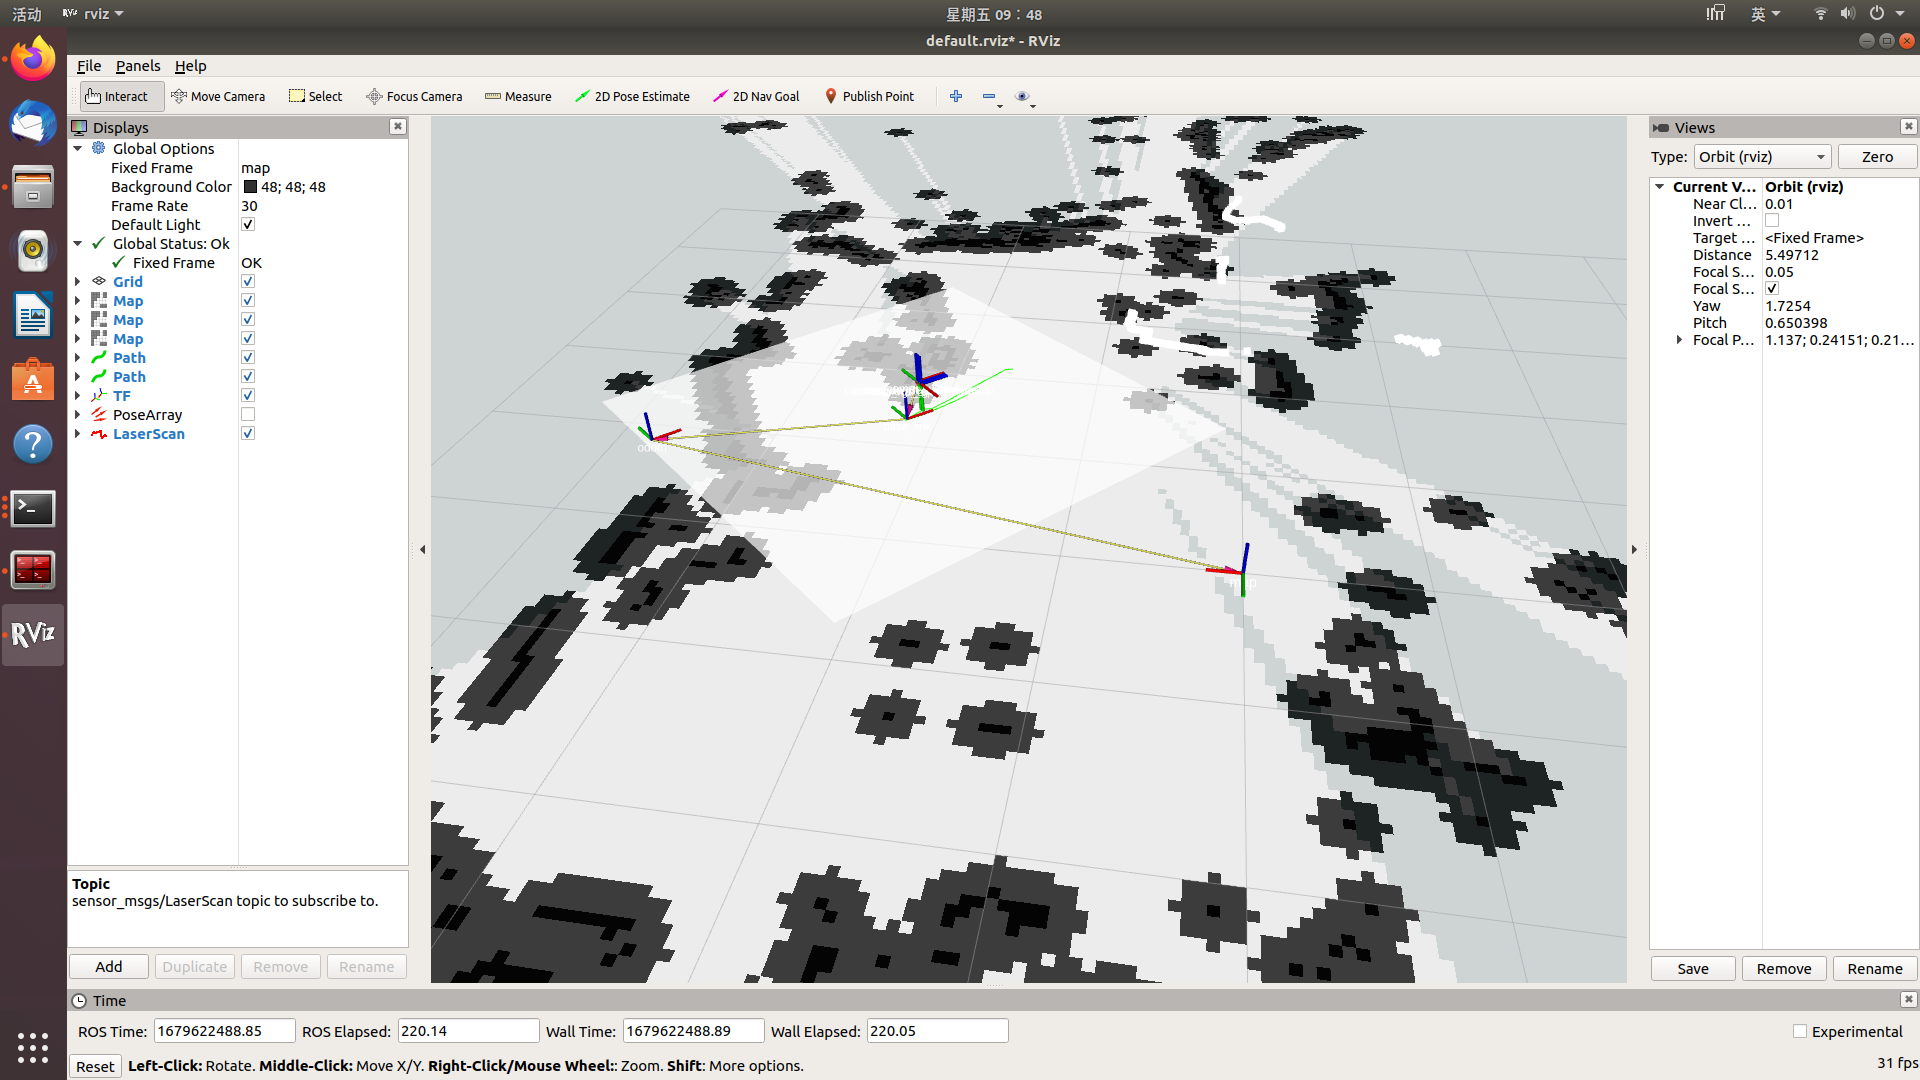 活动 RViz rviz 星期五 09：48 英
default.rviz* - RViz
File Panels Help
Interact Move Camera Select Focus Camera Measure 2D Pose Estimate 2D Nav Goal Publish Point
Displays
Global Options
Fixed Frame map
Background Color 48; 48; 48
Frame Rate 30
Default Light
Global Status: Ok
Fixed Frame OK
Grid
Map
Map
Map
Path
Path
TF
PoseArray
LaserScan
Topic
sensor_msgs/LaserScan topic to subscribe to.
Add Duplicate Remove Rename
odom
map
Views
Type: Orbit (rviz) Zero
Current V... Orbit (rviz)
Near Cl... 0.01
Invert ...
Target ... <Fixed Frame>
Distance 5.49712
Focal S... 0.05
Focal S...
Yaw 1.7254
Pitch 0.650398
Focal P... 1.137; 0.24151; 0.21...
Save Remove Rename
Time
ROS Time: 1679622488.85 ROS Elapsed: 220.14 Wall Time: 1679622488.89 Wall Elapsed: 220.05 Experimental
Reset Left-Click: Rotate. Middle-Click: Move X/Y. Right-Click/Mouse Wheel:: Zoom. Shift: More options. 31 fps
RViz